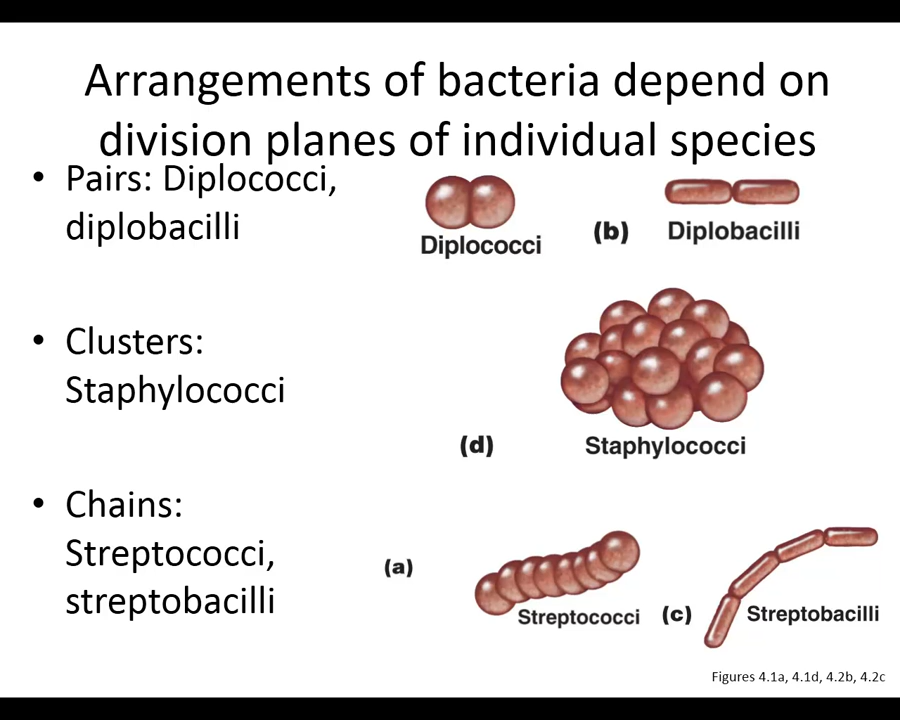 Arrangements of bacteria depend on
division planes of individual species
• Pairs: Diplococci,
diplobacilli
Diplococci
(b)
Diplobacilli
• Clusters:
Staphylococci
(d)
Staphylococci
• Chains:
Streptococci,
streptobacilli
(a)
Streptococci
(c)
Streptobacilli
Figures 4.1a, 4.1d, 4.2b, 4.2c